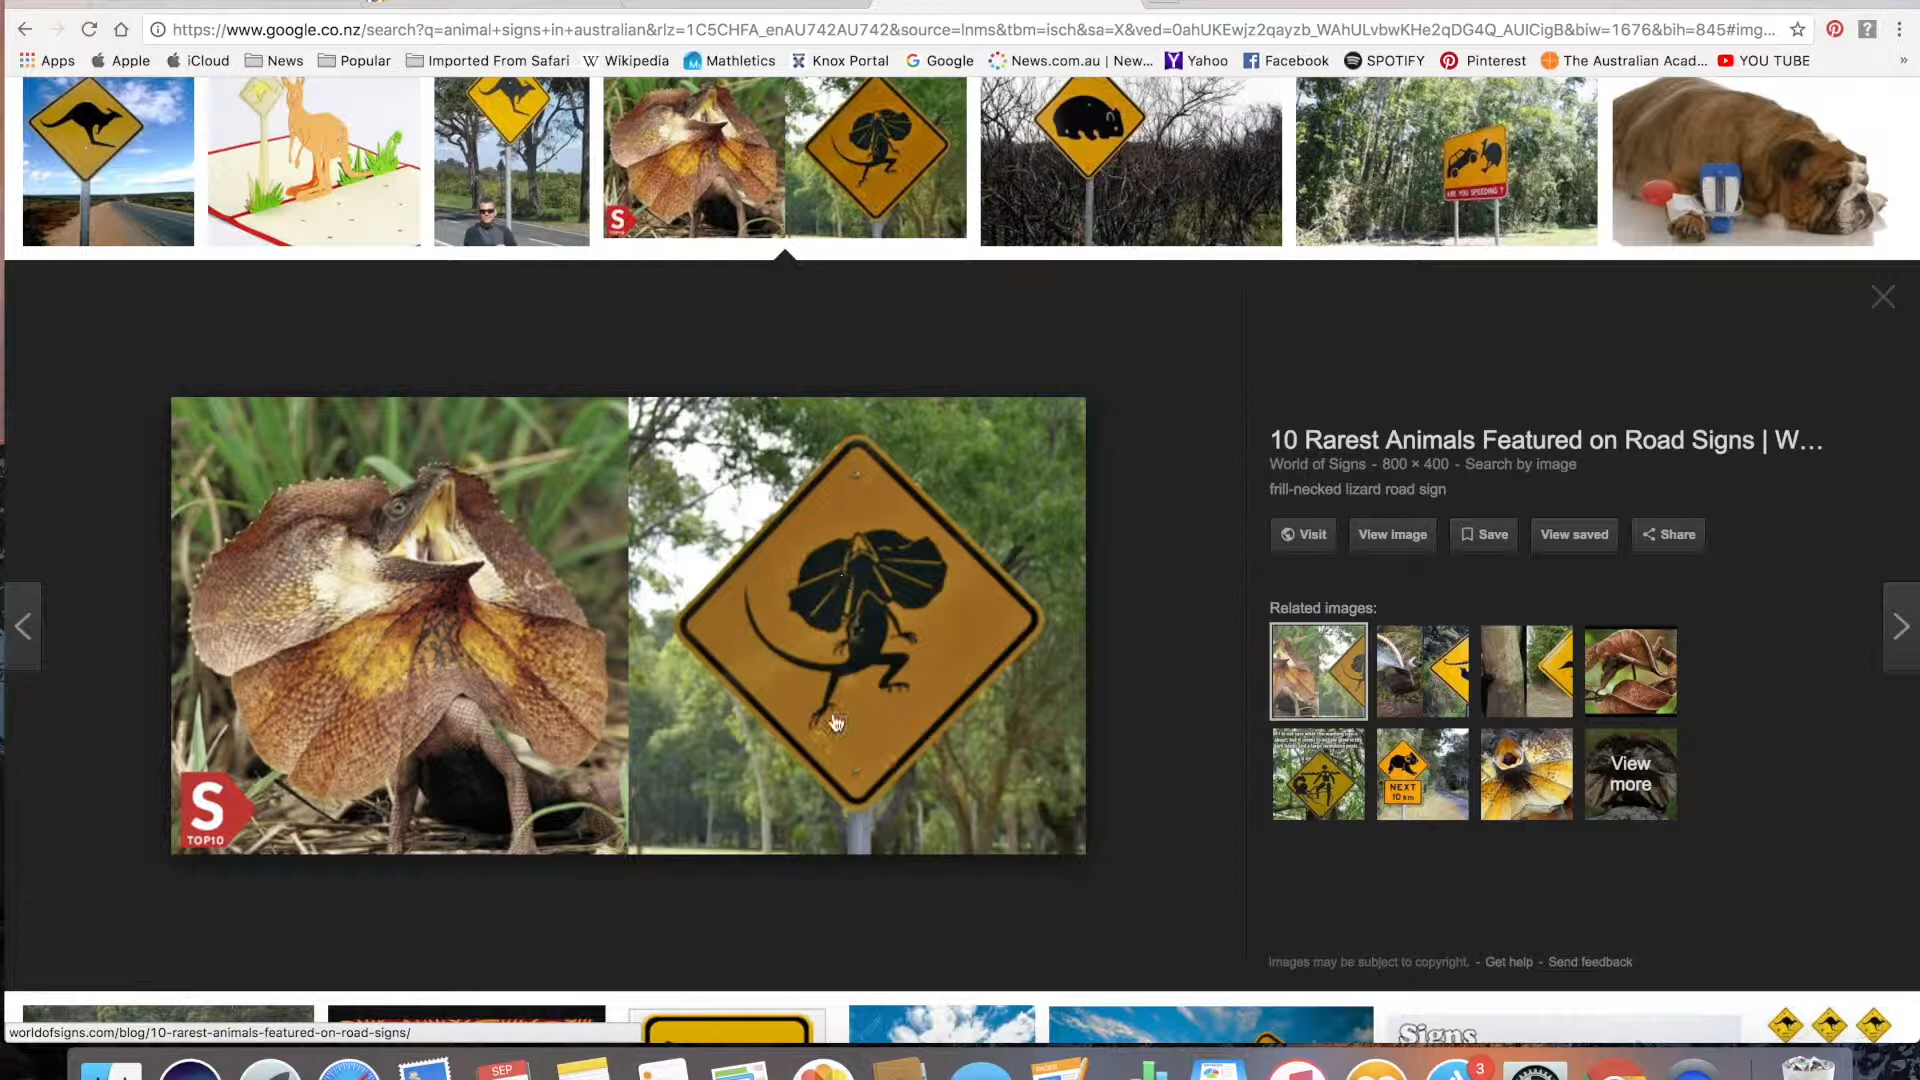 https://www.google.co.nz/search?q=animal+signs+in+australian&rlz=1C5CHFA_enAU742AU742&source=lnms&tbm=isch&sa=X&ved=0ahUKEwjz2qayzb_WAhULvbwKHe2qDG4Q_AUICigB&biw=1676&bih=845#img...
Apps Apple iCloud News Popular Imported From Safari Wikipedia Mathletics Knox Portal Google News.com.au | New... Yahoo Facebook SPOTIFY Pinterest The Australian Acad... YOU TUBE »
S
ARE YOU SPEEDING ?
10 Rarest Animals Featured on Road Signs | W...
World of Signs - 800 × 400 - Search by image
frill-necked lizard road sign
Visit View image Save View saved Share
Related images:
NEXT
10 km
View
more
S
TOP10
Images may be subject to copyright. - Get help - Send feedback
worldofsigns.com/blog/10-rarest-animals-featured-on-road-signs/
Signs
SEP
PAGES
3